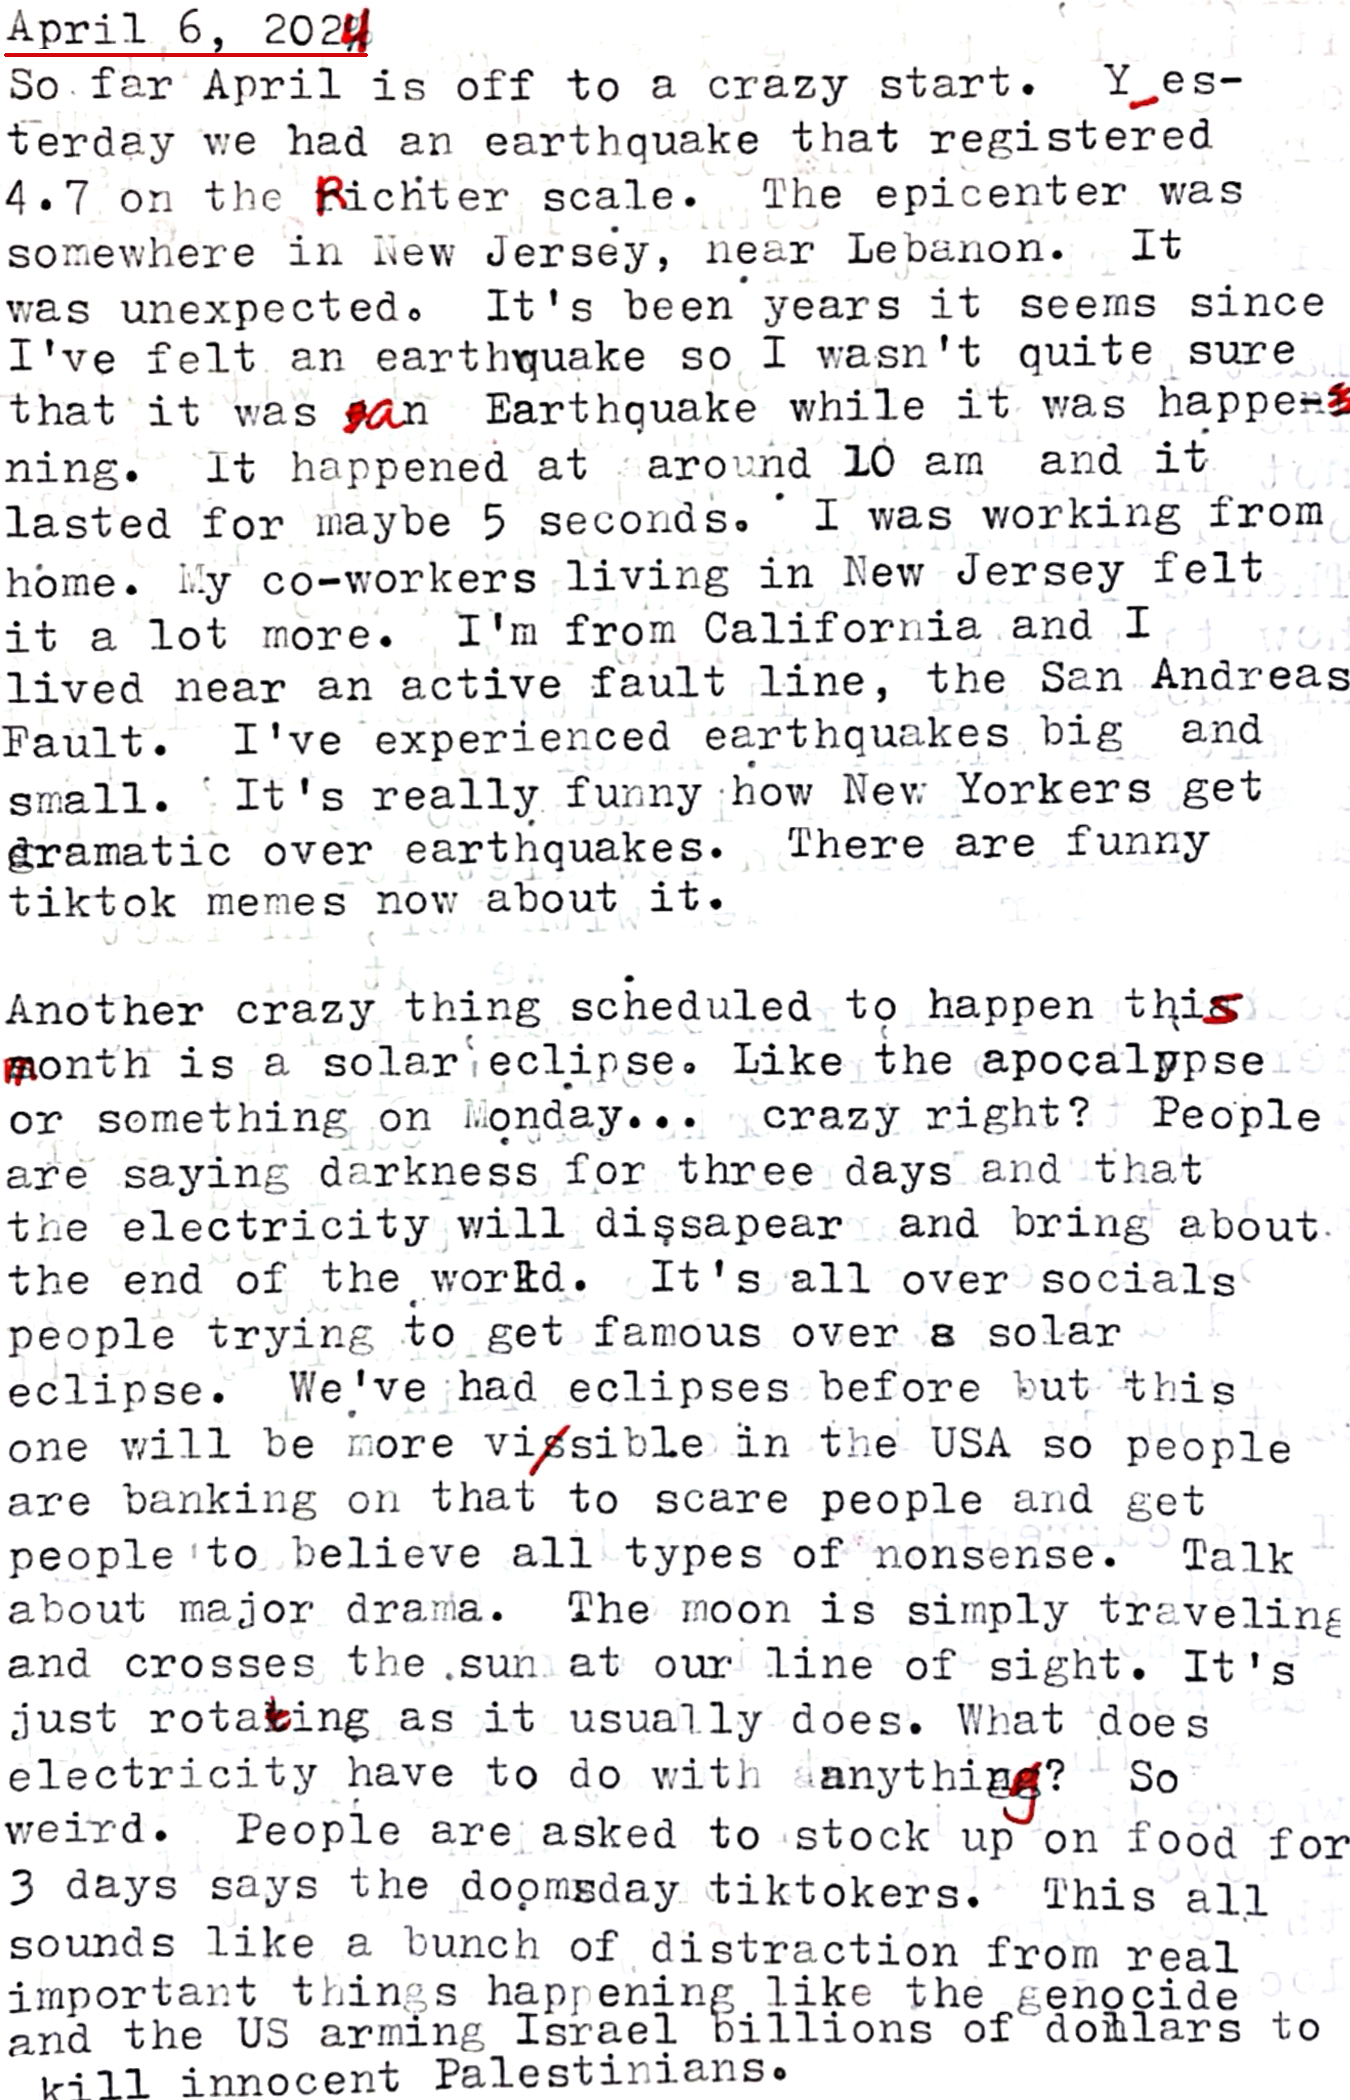 April 6, 2024
So far April is off to a crazy start. Y es-
terday we had an earthquake that registered
4.7 on the Richter scale. The epicenter was
somewhere in New Jersey, near Lebanon. It
was unexpected. It's been years it seems since
I've felt an earthquake so I wasn't quite sure
that it was an Earthquake while it was happe-
ning. It happened at around 10 am and it
lasted for maybe 5 seconds. I was working from
home. My co-workers living in New Jersey felt
it a lot more. I'm from California and I
lived near an active fault line, the San Andreas
Fault. I've experienced earthquakes big and
small. It's really funny how New Yorkers get
dramatic over earthquakes. There are funny
tiktok memes now about it.
Another crazy thing scheduled to happen this
month is a solar eclipse. Like the apocalypse
or something on Monday... crazy right? People
are saying darkness for three days and that
the electricity will dissapear and bring about
the end of the world. It's all over socials
people trying to get famous over a solar
eclipse. We've had eclipses before but this
one will be more visible in the USA so people
are banking on that to scare people and get
people to believe all types of nonsense. Talk
about major drama. The moon is simply traveling
and crosses the sun at our line of sight. It's
just rotating as it usually does. What does
electricity have to do with anything? So
weird. People are asked to stock up on food for
3 days says the doomsday tiktokers. This all
sounds like a bunch of distraction from real
important things happening like the genocide
and the US arming Israel billions of dollars to
kill innocent Palestinians.